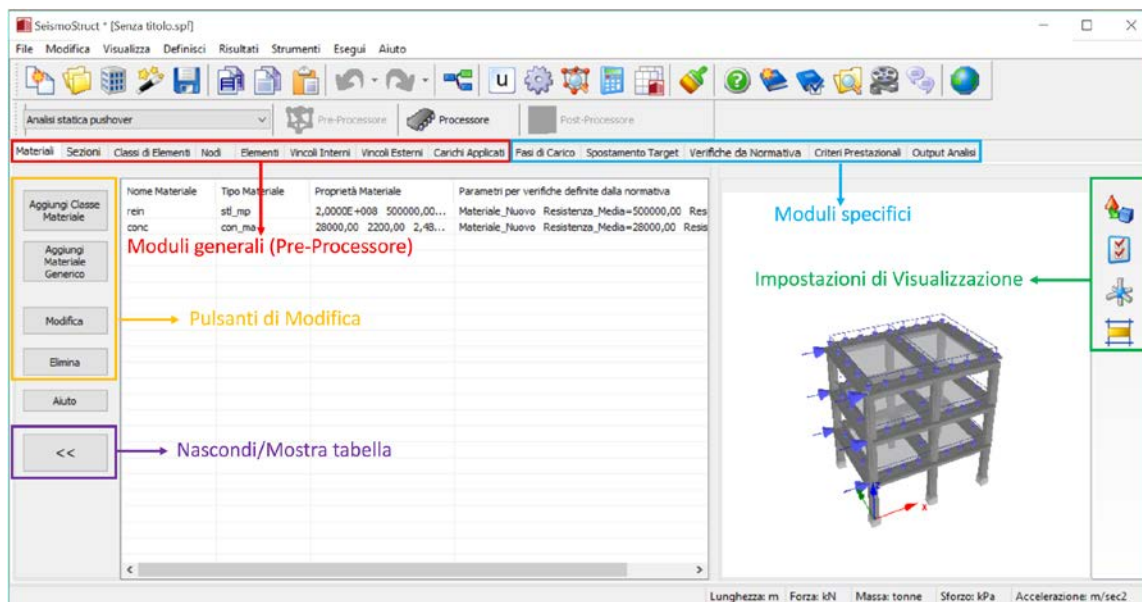 SeismoStruct * [Senza titolo.spf]
File Modifica Visualizza Definisci Risultati Strumenti Esegui Aiuto
u
Analisi statica pushover Pre-Processore Processore Post-Processore
Materiali Sezioni Classi di Elementi Nodi Elementi Vincoli Interni Vincoli Esterni Carichi Applicati Fasi di Carico Spostamento Target Verifiche da Normativa Criteri Prestazionali Output Analisi
Aggiungi Classe
Materiale
Aggiungi
Materiale
Generico
Modifica
Elimina
Aiuto
<<
Nome Materiale Tipo Materiale Proprietà Materiale Parametri per verifiche definite dalla normativa
rein stl_mp 2,0000E+008 500000,00... Materiale_Nuovo Resistenza_Media=500000,00 Res
conc con_ma 28000,00 2200,00 2,48... Materiale_Nuovo Resistenza_Media=28000,00 Resis
Moduli generali (Pre-Processore)
Moduli specifici
Impostazioni di Visualizzazione
Pulsanti di Modifica
Nascondi/Mostra tabella
z
x
Lunghezza: m Forza: kN Massa: tonne Sforzo: kPa Accelerazione: m/sec2